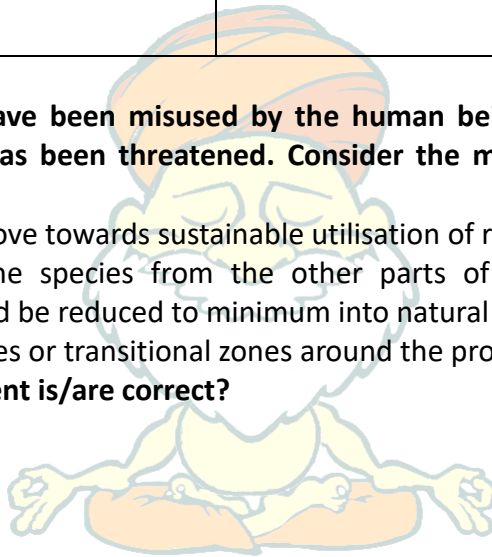 ave been misused by the human bei
as been threatened. Consider the m
ove towards sustainable utilisation of r
ne species from the other parts of
d be reduced to minimum into natural
es or transitional zones around the pro
ent is/are correct?